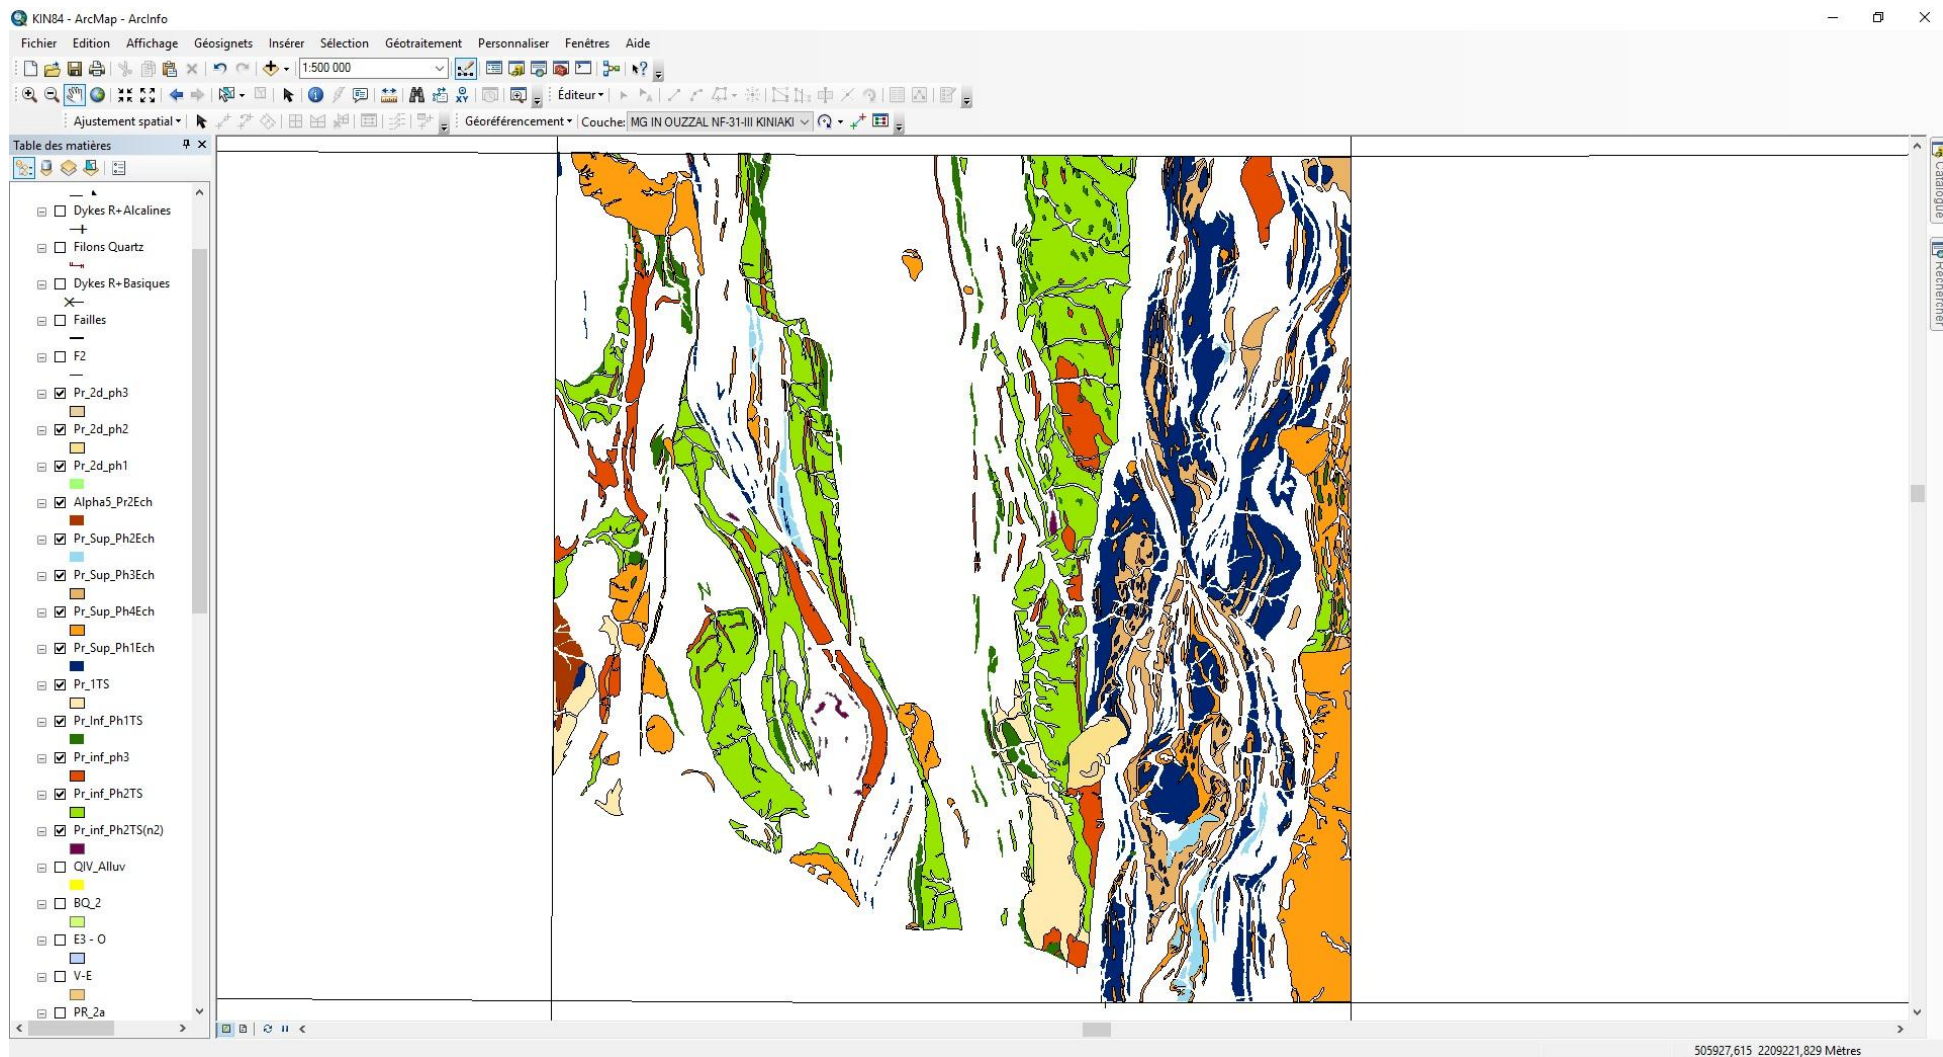 KIN84 - ArcMap - ArcInfo
Fichier Edition Affichage Géosignets Insérer Sélection Géotraitement Personnaliser Fenêtres Aide
1:500 000
Éditeur
Ajustement spatial Géoréférencement Couche: MG IN OUZZAL NF-31-III KINIAKI
Table des matières
Dykes R+Alcalines
Filons Quartz
Dykes R+Basiques
Failles
F2
Pr_2d_ph3
Pr_2d_ph2
Pr_2d_ph1
Alpha5_Pr2Ech
Pr_Sup_Ph2Ech
Pr_Sup_Ph3Ech
Pr_Sup_Ph4Ech
Pr_Sup_Ph1Ech
Pr_1TS
Pr_Inf_Ph1TS
Pr_inf_ph3
Pr_inf_Ph2TS
Pr_inf_Ph2TS(n2)
QIV_Alluv
BQ_2
E3 - O
V-E
PR_2a
Catalogue
Rechercher
505927,615 2209221,829 Mètres